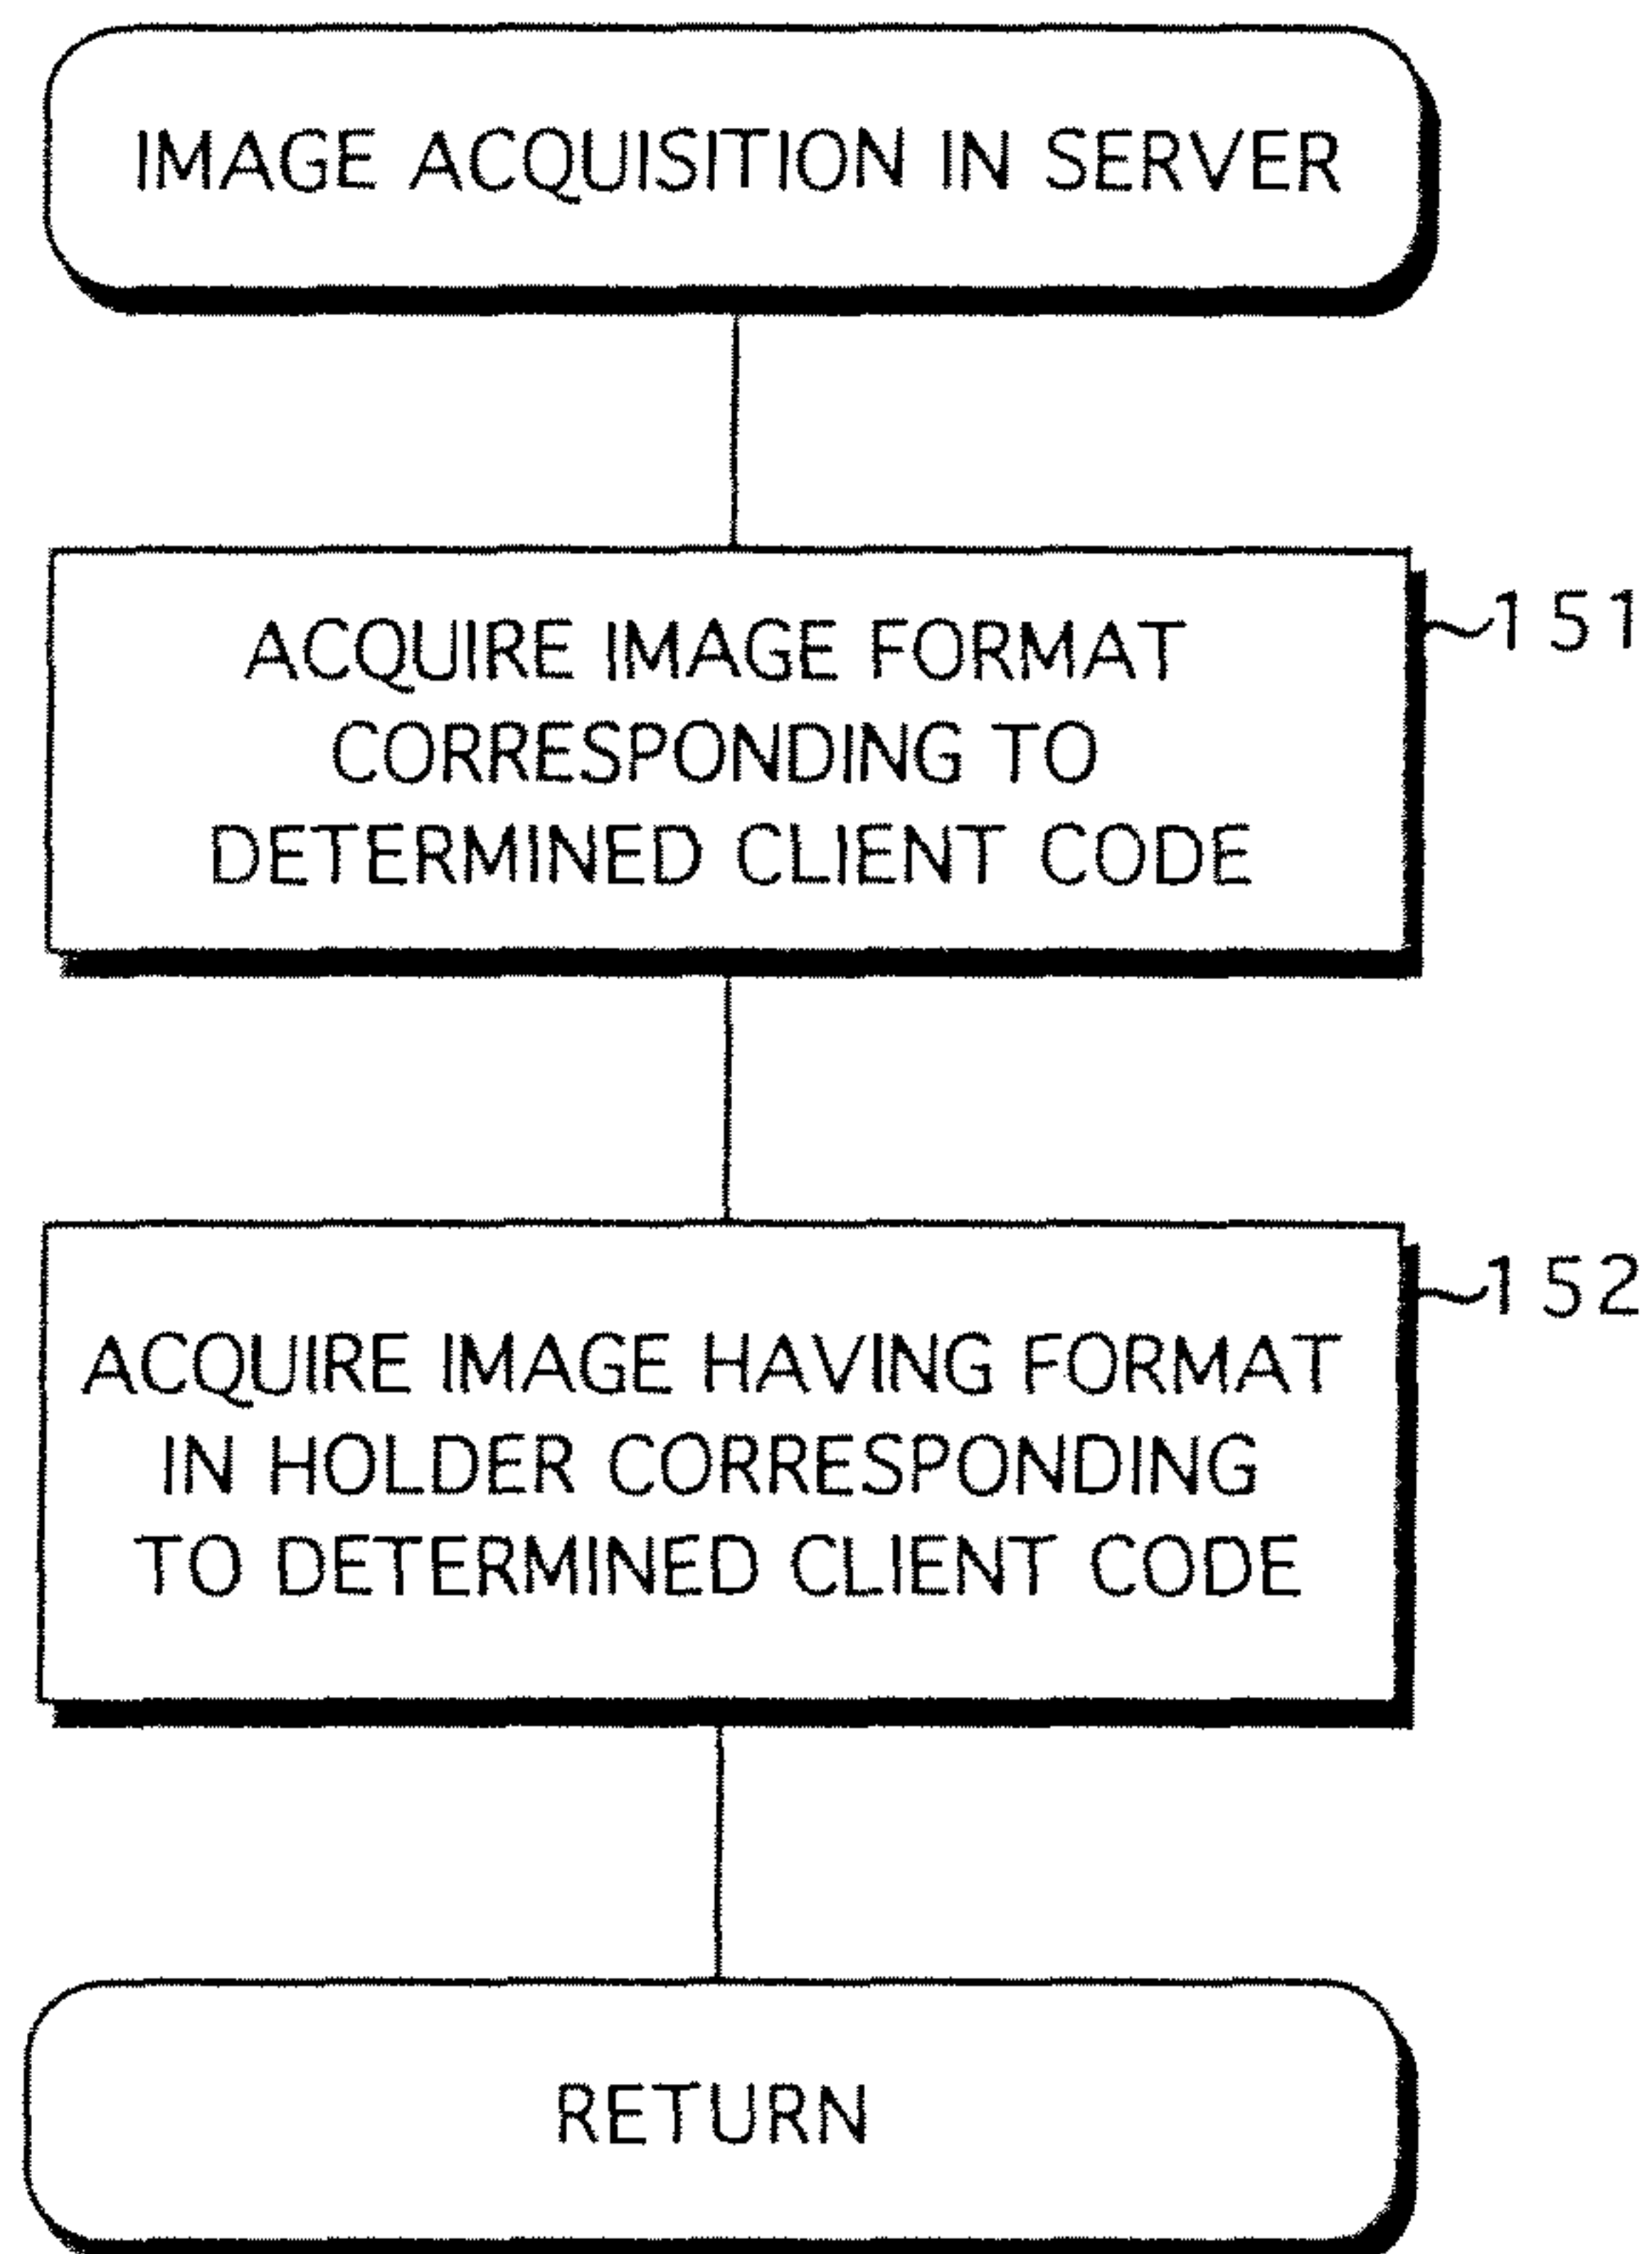 IMAGE ACQUISITION IN SERVER
ACQUIRE IMAGE FORMAT
CORRESPONDING TO
DETERMINED CLIENT CODE
151
ACQUIRE IMAGE HAVING FORMAT
IN HOLDER CORRESPONDING
TO DETERMINED CLIENT CODE
152
RETURN